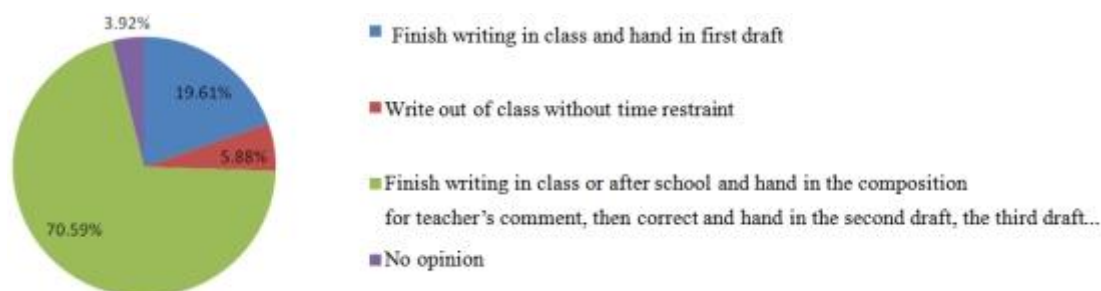 3.92%
Finish writing in class and hand in first draft
19.61%
Write out of class without time restraint
5.88%
Finish writing in class or after school and hand in the composition
for teacher's comment, then correct and hand in the second draft, the third draft...
70.59%
No opinion